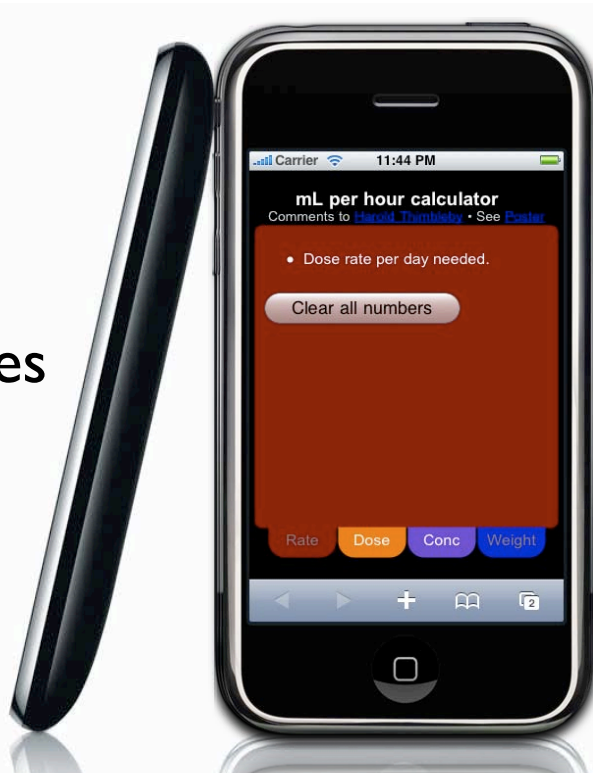 Carrier 11:44 PM
mL per hour calculator
Comments to Harold Thimbleby • See Poster
• Dose rate per day needed.
Clear all numbers
es
Rate Dose Conc Weight
2